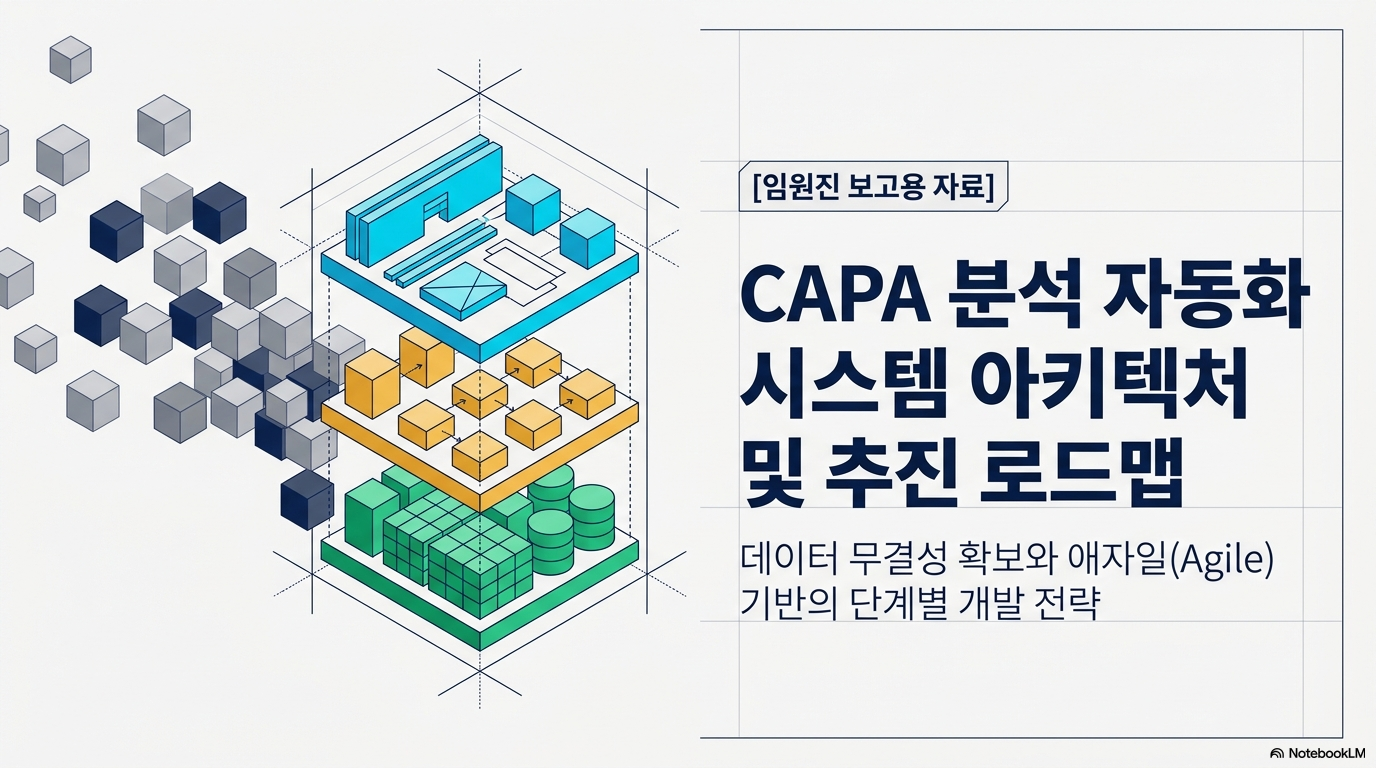 [임원진 보고용 자료]
CAPA 분석 자동화
시스템 아키텍처
및 추진 로드맵
데이터 무결성 확보와 애자일(Agile)
기반의 단계별 개발 전략
NotebookLM